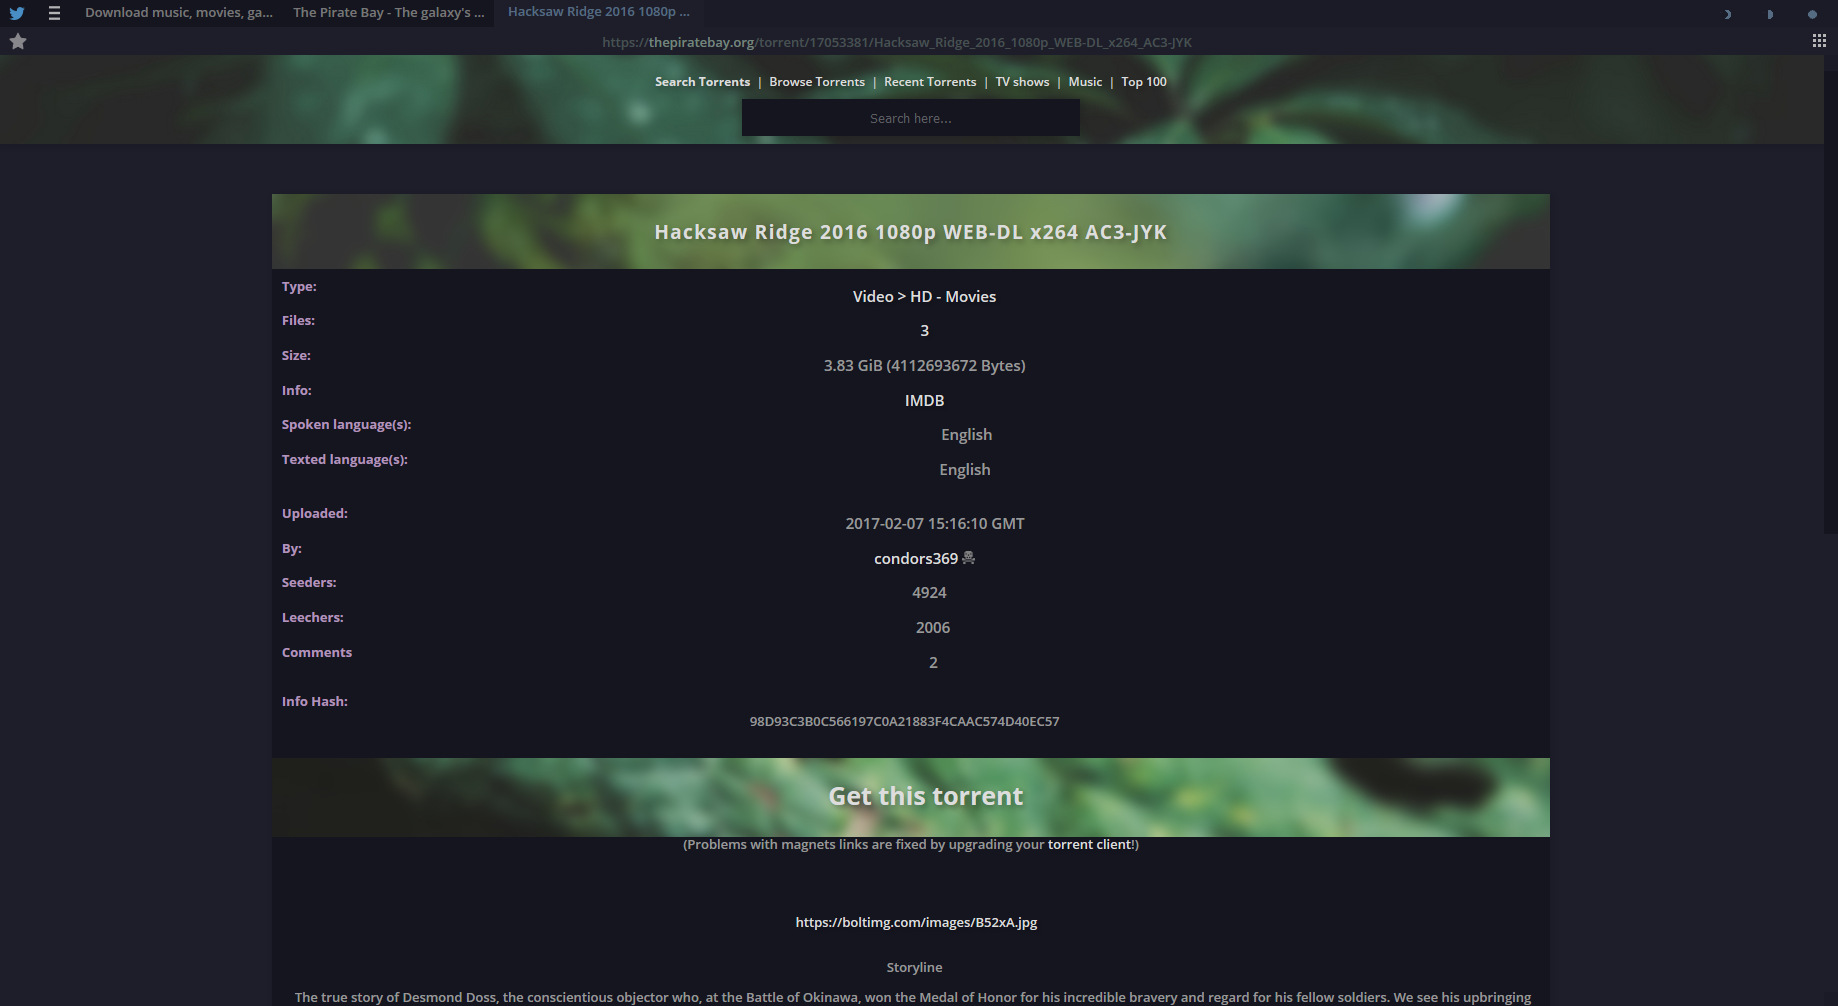 Download music, movies, ga... The Pirate Bay - The galaxy's ... Hacksaw Ridge 2016 1080p ...
https://thepiratebay.org/torrent/17053381/Hacksaw_Ridge_2016_1080p_WEB-DL_x264_AC3-JYK
Search Torrents | Browse Torrents | Recent Torrents | TV shows | Music | Top 100
Search here...
Hacksaw Ridge 2016 1080p WEB-DL x264 AC3-JYK
Type:
Video > HD - Movies
Files:
3
Size:
3.83 GiB (4112693672 Bytes)
Info:
IMDB
Spoken language(s):
English
Texted language(s):
English
Uploaded:
2017-02-07 15:16:10 GMT
By:
condors369
Seeders:
4924
Leechers:
2006
Comments
2
Info Hash:
98D93C3B0C566197C0A21883F4CAAC574D40EC57
Get this torrent
(Problems with magnets links are fixed by upgrading your torrent client!)
https://boltimg.com/images/B52xA.jpg
Storyline
The true story of Desmond Doss, the conscientious objector who, at the Battle of Okinawa, won the Medal of Honor for his incredible bravery and regard for his fellow soldiers. We see his upbringing